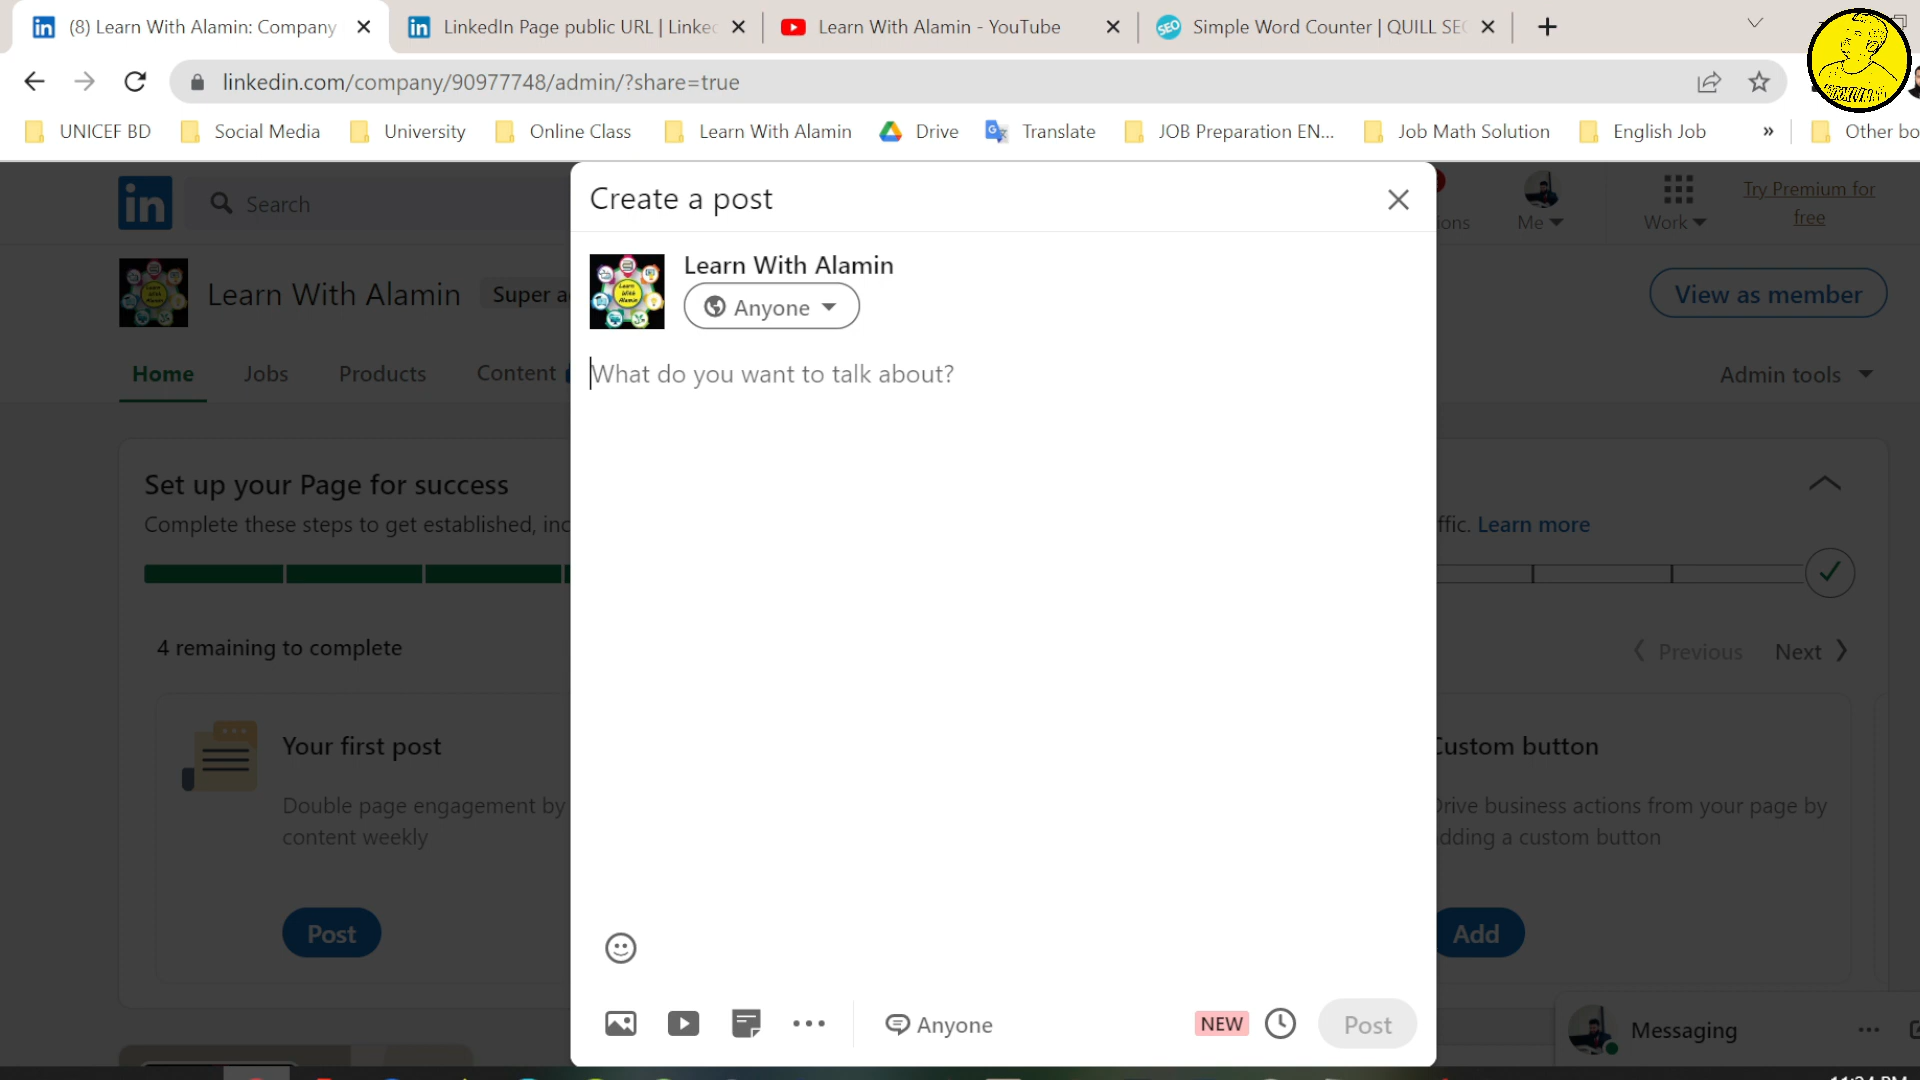 (8) Learn With Alamin: Company
LinkedIn Page public URL | Linke
Learn With Alamin - YouTube
Simple Word Counter | QUILL SE
linkedin.com/company/90977748/admin/?share=true
UNICEF BD
Social Media
University
Online Class
Learn With Alamin
Drive
Translate
JOB Preparation EN...
Job Math Solution
English Job
»
Other bo
in
Search
Create a post
ions
Me
Work
Try Premium for
free
Learn With Alamin
Super a
Learn With Alamin
Anyone
View as member
Home
Jobs
Products
Content
What do you want to talk about?
Admin tools
Set up your Page for success
Complete these steps to get established, inc
ffic. Learn more
4 remaining to complete
Previous
Next
Your first post
Custom button
Double page engagement by
content weekly
Drive business actions from your page by
adding a custom button
Post
Add
Anyone
NEW
Post
Messaging